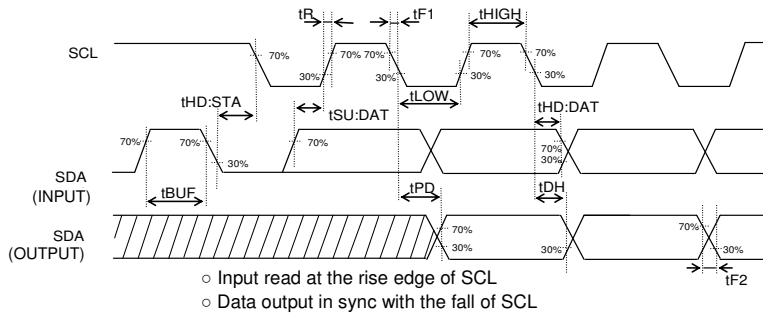 tR tF1 tHIGH
SCL 70% 70% 70% 70% 70%
30% 30% 30% 30%
tHD:STA tSU:DAT tLOW tHD:DAT
SDA
(INPUT)
70% 70% 30% 70% 70% 30%
tBUF tPD tDH
SDA
(OUTPUT)
70% 30% 30% 70% 30%
tF2
○ Input read at the rise edge of SCL
○ Data output in sync with the fall of SCL